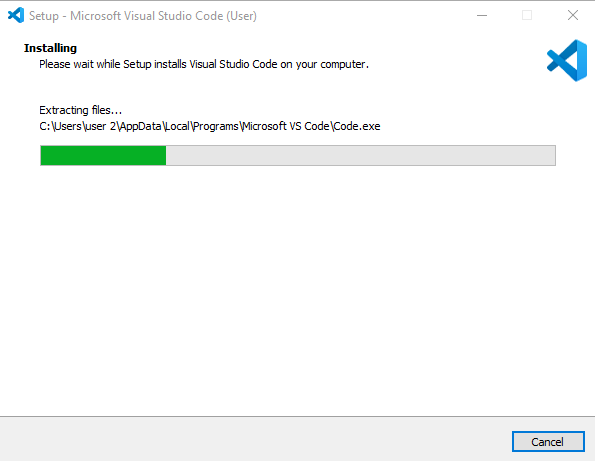 Setup - Microsoft Visual Studio Code (User)
Installing
Please wait while Setup installs Visual Studio Code on your computer.
Extracting files...
C:\Users\user 2\AppData\Local\Programs\Microsoft VS Code\Code.exe
Cancel